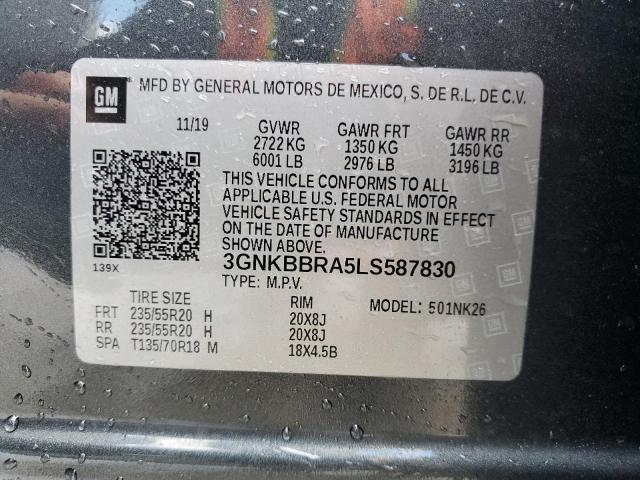 GM
MFD BY GENERAL MOTORS DE MEXICO, S. DE R.L. DE C.V.
11/19 GVWR GAWR FRT GAWR RR
2722 KG 1350 KG 1450 KG
6001 LB 2976 LB 3196 LB
THIS VEHICLE CONFORMS TO ALL
APPLICABLE U.S. FEDERAL MOTOR
VEHICLE SAFETY STANDARDS IN EFFECT
ON THE DATE OF MANUFACTURE
SHOWN ABOVE.
139X 3GNKBBRA5LS587830
TYPE: M.P.V.
TIRE SIZE RIM MODEL: 501NK26
FRT 235/55R20 H 20X8J
RR 235/55R20 H 20X8J
SPA T135/70R18 M 18X4.5B